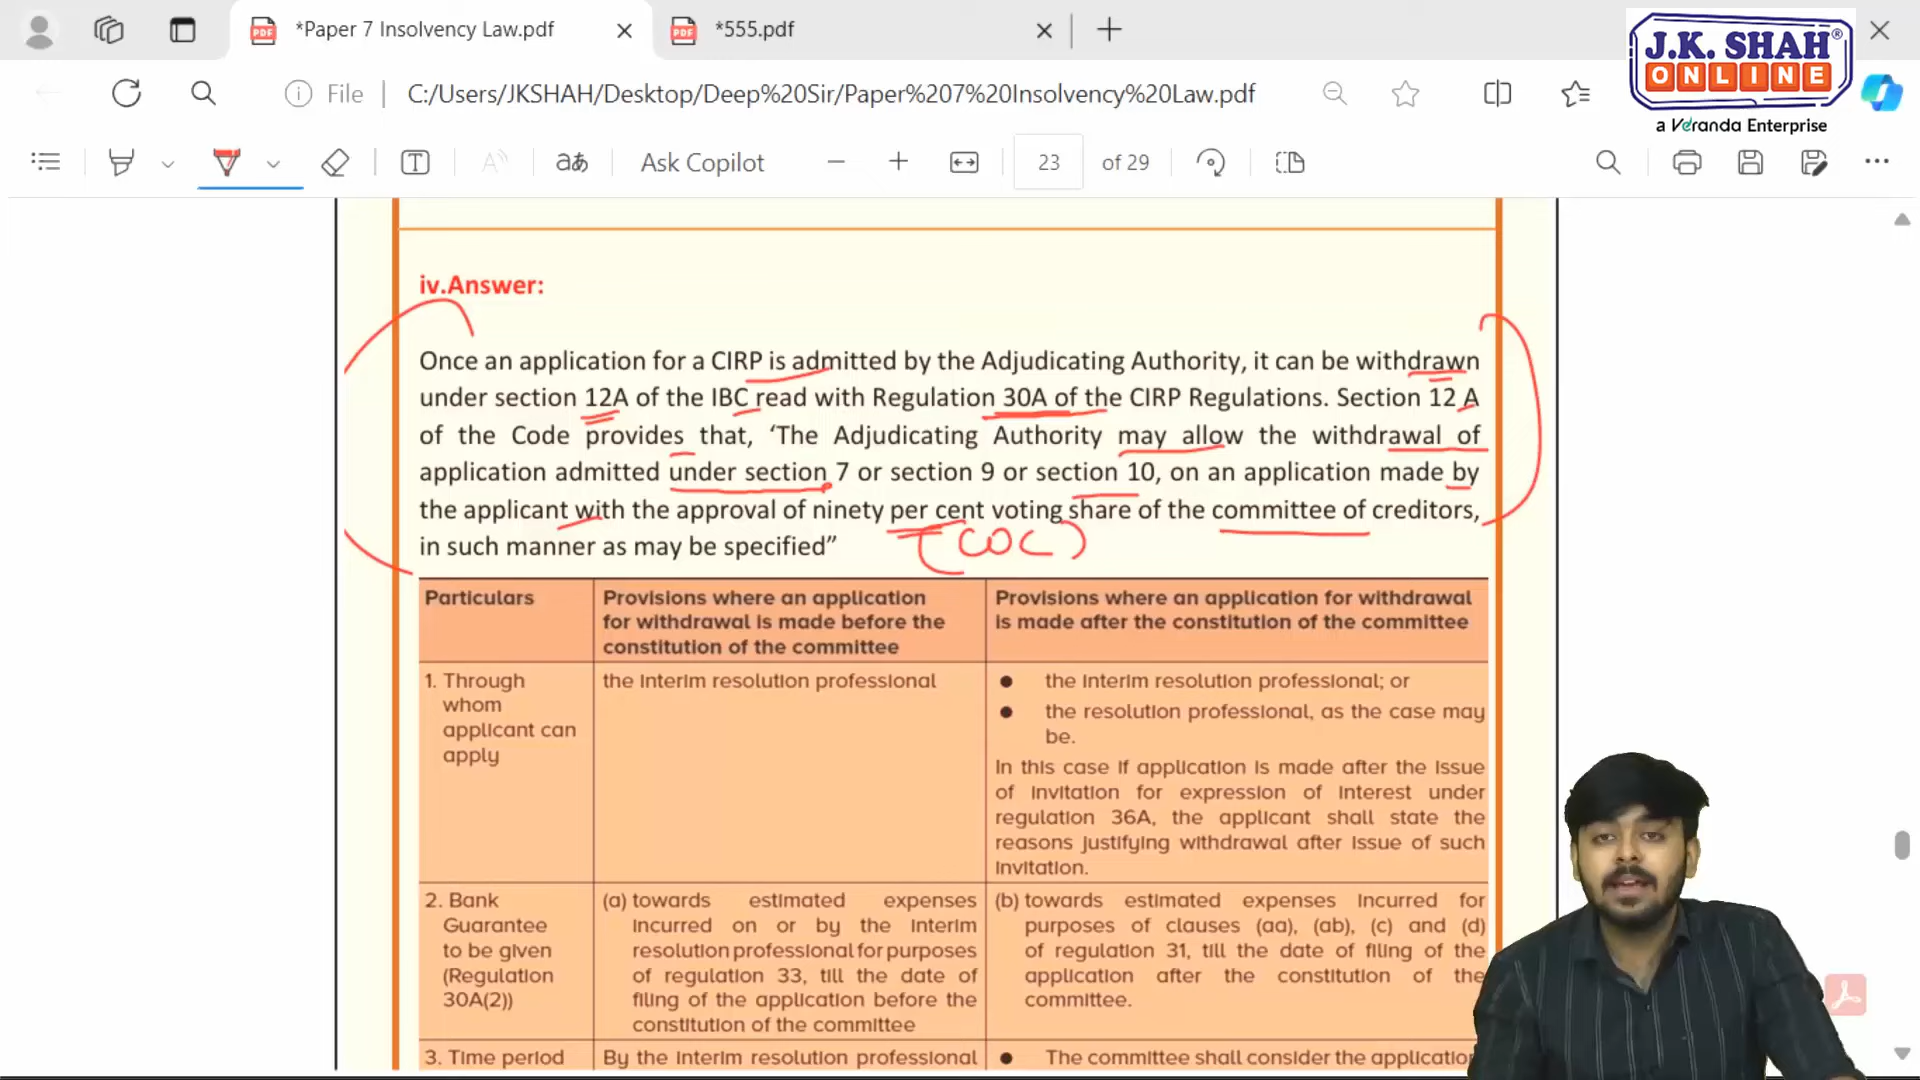 *Paper 7 Insolvency Law.pdf
*555.pdf
J.K. SHAH®
ONLINE
a Veranda Enterprise
File
C:/Users/JKSHAH/Desktop/Deep%20Sir/Paper%207%20Insolvency%20Law.pdf
T
aあ
Ask Copilot
23
of 29
iv.Answer:
Once an application for a CIRP is admitted by the Adjudicating Authority, it can be withdrawn
under section 12A of the IBC read with Regulation 30A of the CIRP Regulations. Section 12 A
of the Code provides that, ‘The Adjudicating Authority may allow the withdrawal of
application admitted under section 7 or section 9 or section 10, on an application made by
the applicant with the approval of ninety per cent voting share of the committee of creditors,
in such manner as may be specified”
(COC)
Particulars
Provisions where an application
for withdrawal is made before the
constitution of the committee
Provisions where an application for withdrawal
is made after the constitution of the committee
1. Through
whom
applicant can
apply
the interim resolution professional
● the interim resolution professional; or
● the resolution professional, as the case may
be.
In this case if application is made after the issue
of invitation for expression of interest under
regulation 36A, the applicant shall state the
reasons justifying withdrawal after issue of such
invitation.
2. Bank
Guarantee
to be given
(Regulation
30A(2))
(a) towards estimated expenses
incurred on or by the interim
resolution professional for purposes
of regulation 33, till the date of
filing of the application before the
constitution of the committee
(b) towards estimated expenses incurred for
purposes of clauses (aa), (ab), (c) and (d)
of regulation 31, till the date of filing of the
application after the constitution of the
committee.
3. Time period
By the interim resolution professional
● The committee shall consider the